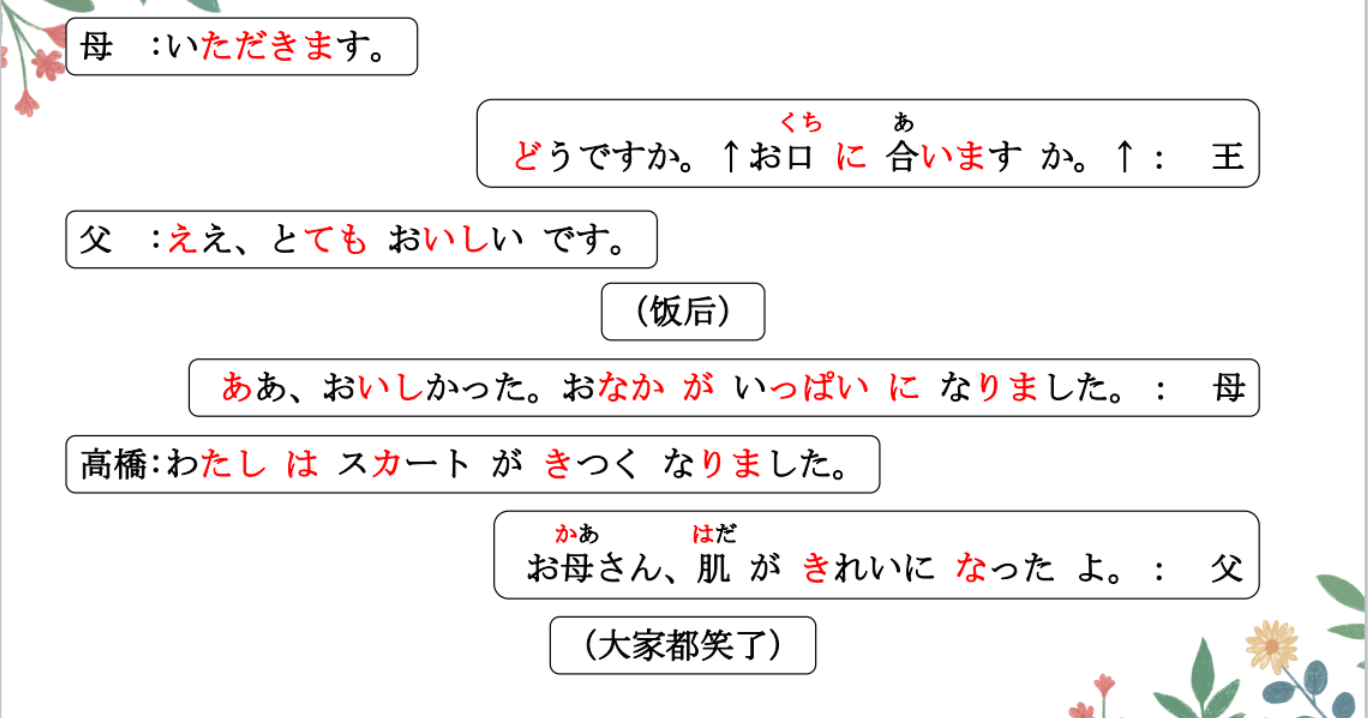 母　：いただきます。
くち　あ
どうですか。↑お口 に 合います か。↑：　王
父　：ええ、とても おいしい です。
（饭后）
ああ、おいしかった。おなか が いっぱい に なりました。：　母
高橋：わたし は スカート が きつく なりました。
かあ　はだ
お母さん、肌 が きれいに なった よ。：　父
（大家都笑了）